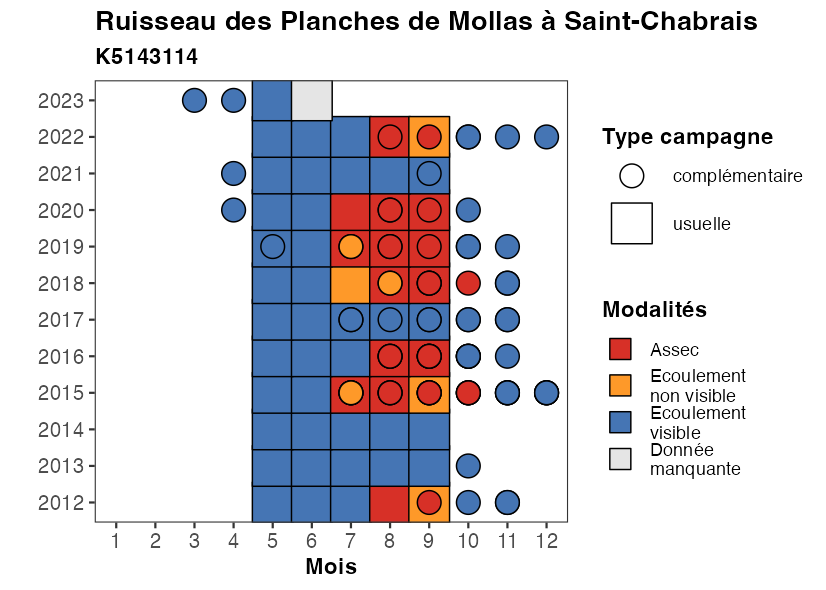 Ruisseau des Planches de Mollas à Saint-Chabrais
K5143114
2023
2022
2021
2020
2019
2018
2017
2016
2015
2014
2013
2012
1 2 3 4 5 6 7 8 9 10 11 12
Mois
Type campagne
complémentaire
usuelle
Modalités
Assec
Ecoulement
non visible
Ecoulement
visible
Donnée
manquante